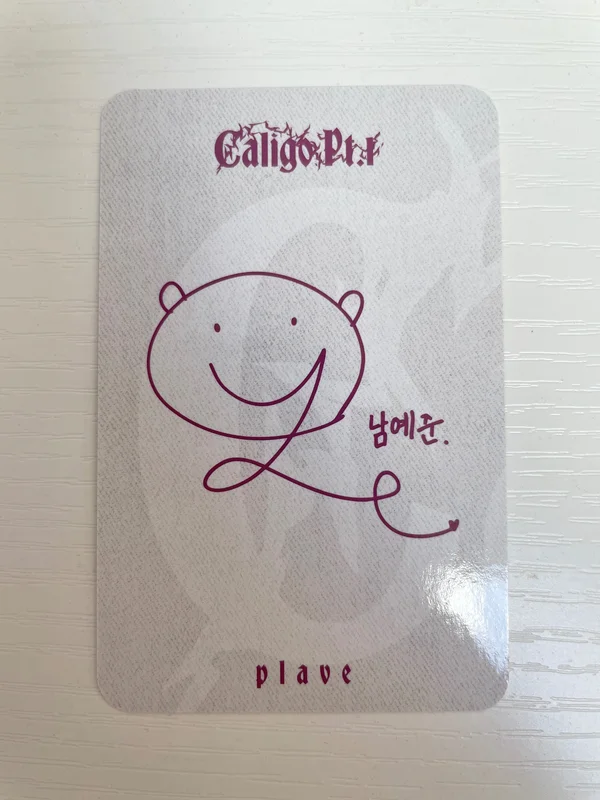 Caligo Pt.1
남예준.
plave